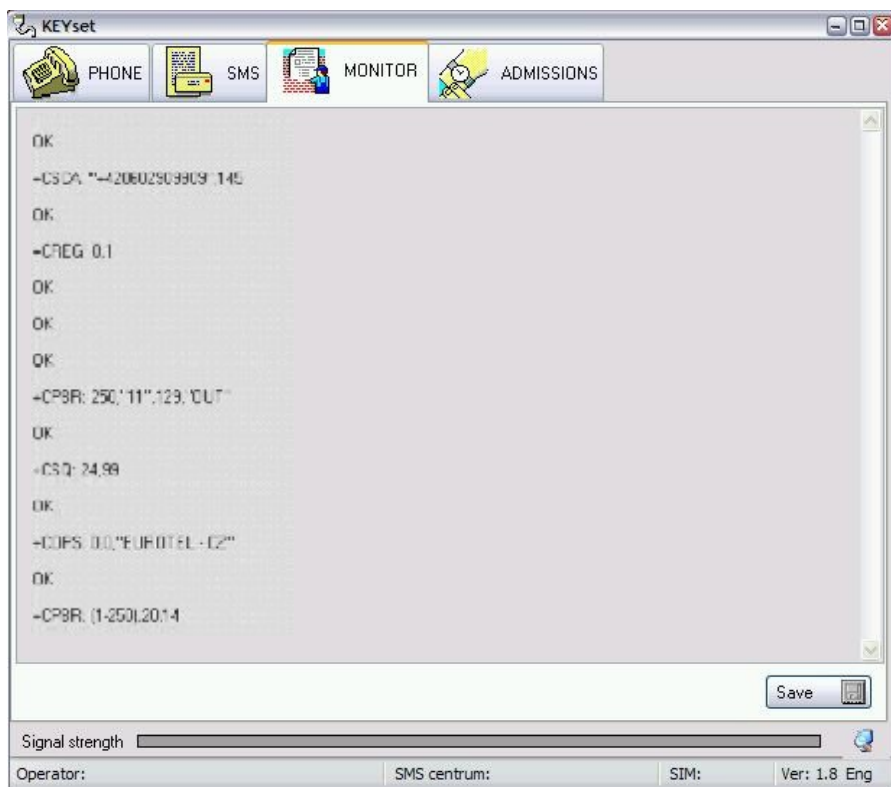 KEYset
PHONE
SMS
MONITOR
ADMISSIONS
OK
+CSCA: "+420602909909",145
OK
+CREG: 0,1
OK
OK
OK
+CPBR: 250,"11",129,"OUT"
OK
+CSQ: 24,99
OK
+COPS: 0,0,"EUROTEL - CZ"
OK
+CPBR: (1-250),20,14
Save
Signal strength
Operator:
SMS centrum:
SIM:
Ver: 1.8 Eng